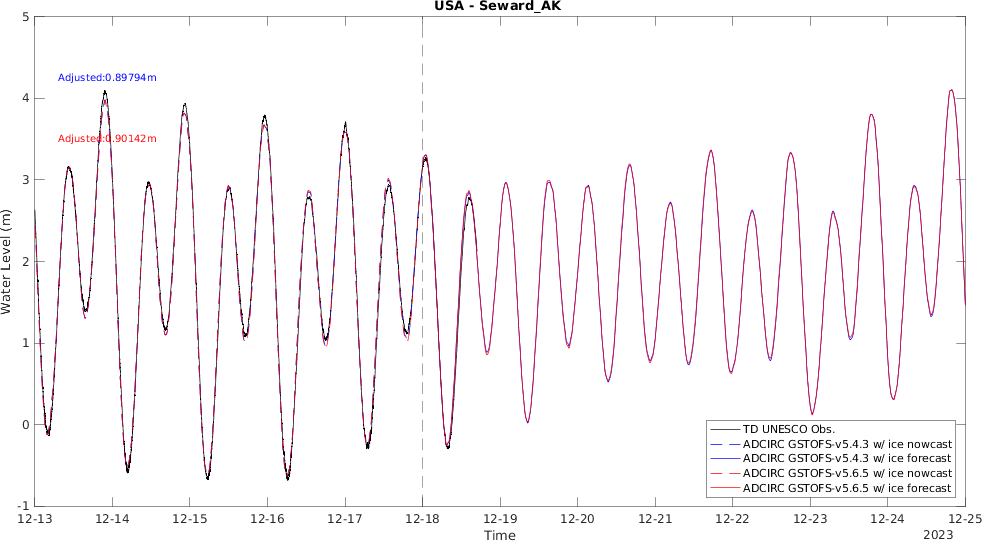 USA - Seward_AK
Adjusted:0.89794m
Adjusted:0.90142m
Water Level (m)
5
4
3
2
1
0
-1
12-13 12-14 12-15 12-16 12-17 12-18 12-19 12-20 12-21 12-22 12-23 12-24 12-25
Time
2023
TD UNESCO Obs.
ADCIRC GSTOFS-v5.4.3 w/ ice nowcast
ADCIRC GSTOFS-v5.4.3 w/ ice forecast
ADCIRC GSTOFS-v5.6.5 w/ ice nowcast
ADCIRC GSTOFS-v5.6.5 w/ ice forecast